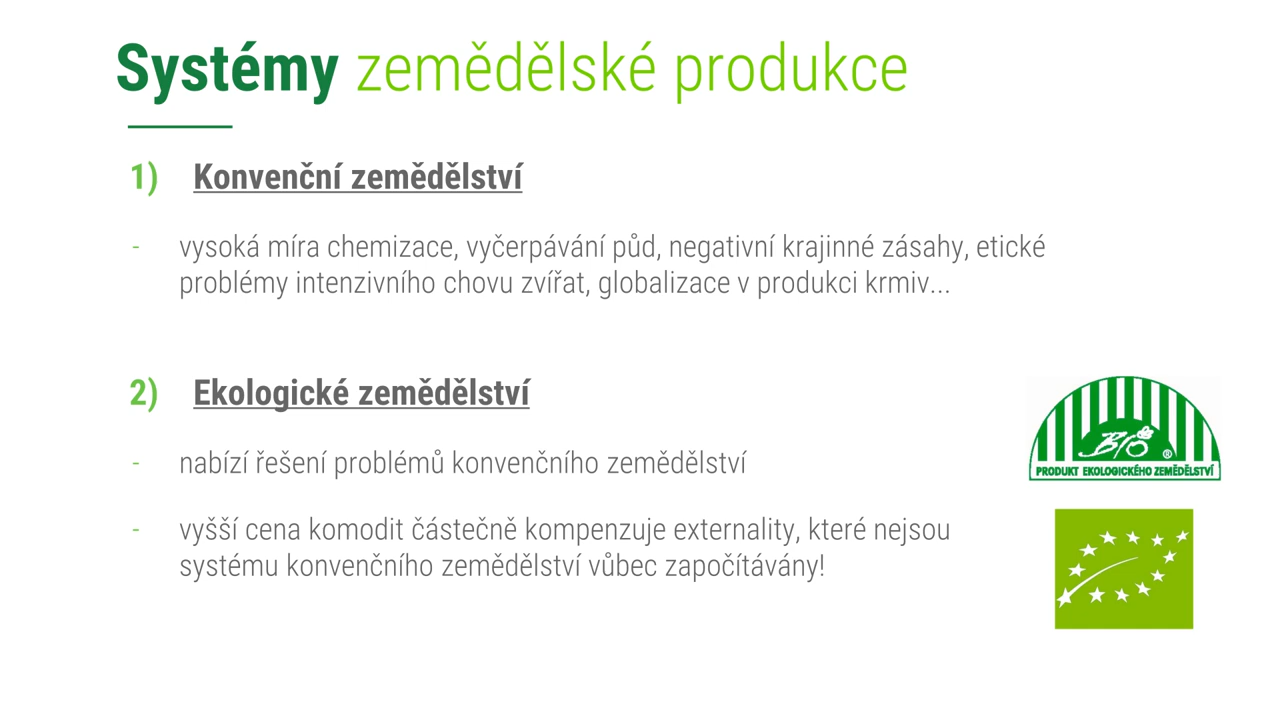 Systémy zemědělské produkce
1) Konvenční zemědělství
- vysoká míra chemizace, vyčerpávání půd, negativní krajinné zásahy, etické
problémy intenzivního chovu zvířat, globalizace v produkci krmiv...
2) Ekologické zemědělství
- nabízí řešení problémů konvenčního zemědělství
- vyšší cena komodit částečně kompenzuje externality, které nejsou
systému konvenčního zemědělství vůbec započítávány!
BIO ®
PRODUKT EKOLOGICKÉHO ZEMĚDĚLSTVÍ